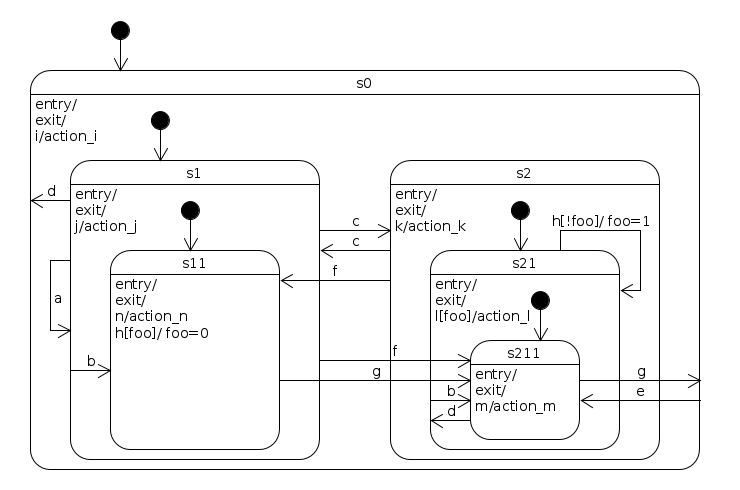 s0
entry/
exit/
i/action_i
s1
s2
d
entry/
exit/
j/action_j
entry/
exit/
k/action_k
c
h[!foo]/ foo=1
c
s11
s21
f
a
entry/
exit/
n/action_n
h[foo]/ foo=0
entry/
exit/
l[foo]/action_l
f
s211
b
g
g
entry/
exit/
m/action_m
b
e
d